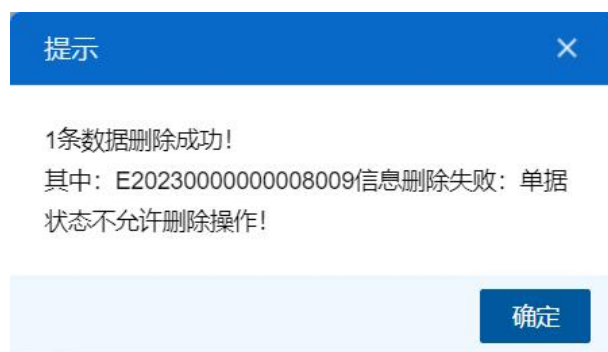 提示
1条数据删除成功！
其中：E20230000000008009信息删除失败：单据
状态不允许删除操作！
确定